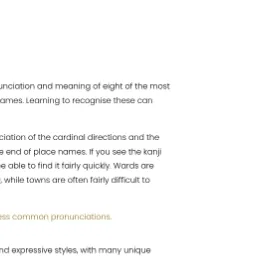 unciation and meaning of eight of the most
ames. Learning to recognise these can
ciation of the cardinal directions and the
e end of place names. If you see the kanji
e able to find it fairly quickly. Wards are
, while towns are often fairly difficult to
ess common pronunciations.
nd expressive styles, with many unique